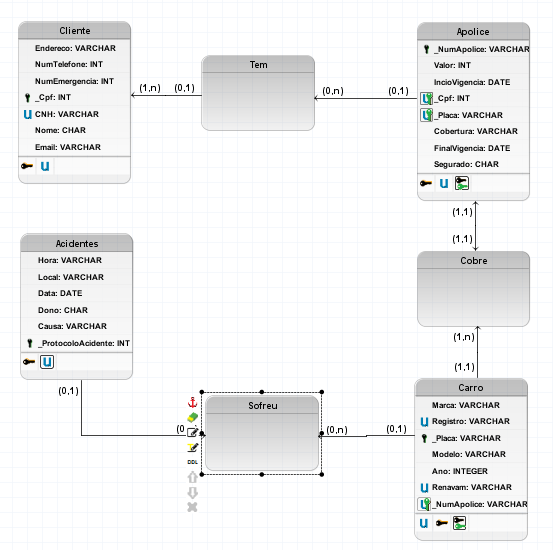 Cliente
Endereco: VARCHAR
NumTelefone: INT
NumEmergencia: INT
_Cpf: INT
U CNH: VARCHAR
Nome: CHAR
Email: VARCHAR
U
(1,n)
(0,1)
Tem
(0,n)
(0,1)
Apolice
_NumApolice: VARCHAR
Valor: INT
IncioVigencia: DATE
_Cpf: INT
_Placa: VARCHAR
Cobertura: VARCHAR
FinalVigencia: DATE
Segurado: CHAR
U
(1,1)
(1,1)
Cobre
(1,n)
(1,1)
Acidentes
Hora: VARCHAR
Local: VARCHAR
Data: DATE
Dono: CHAR
Causa: VARCHAR
_ProtocoloAcidente: INT
U
(0,1)
(0
DDL
Sofreu
(0,n)
(0,1)
Carro
Marca: VARCHAR
U Registro: VARCHAR
_Placa: VARCHAR
Modelo: VARCHAR
Ano: INTEGER
U Renavam: VARCHAR
_NumApolice: VARCHAR
U